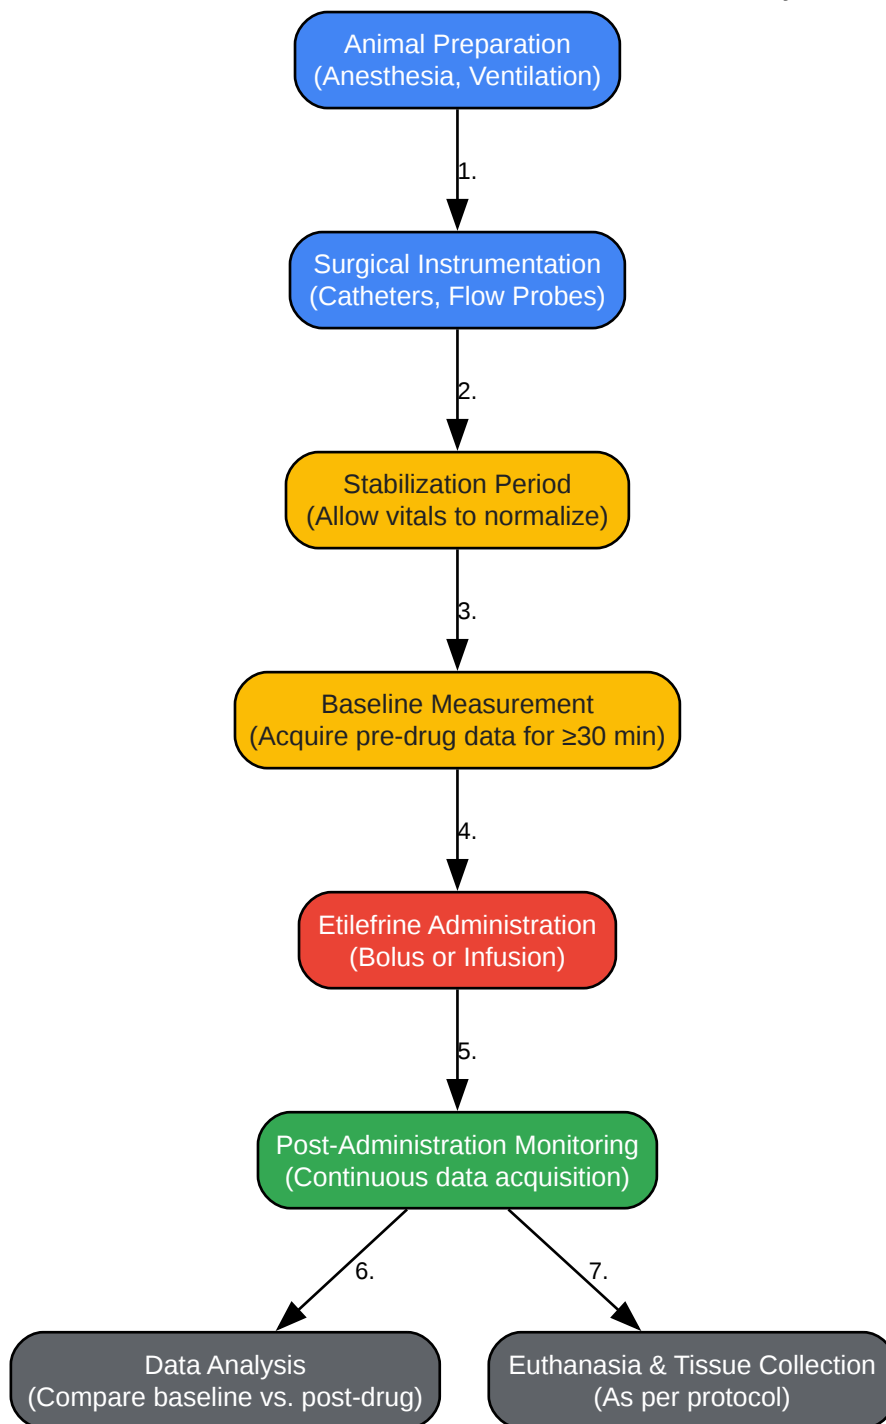 Animal Preparation
(Anesthesia, Ventilation)
1.
Surgical Instrumentation
(Catheters, Flow Probes)
2.
Stabilization Period
(Allow vitals to normalize)
3.
Baseline Measurement
(Acquire pre-drug data for ≥30 min)
4.
Etilefrine Administration
(Bolus or Infusion)
5.
Post-Administration Monitoring
(Continuous data acquisition)
6.
7.
Data Analysis
(Compare baseline vs. post-drug)
Euthanasia & Tissue Collection
(As per protocol)